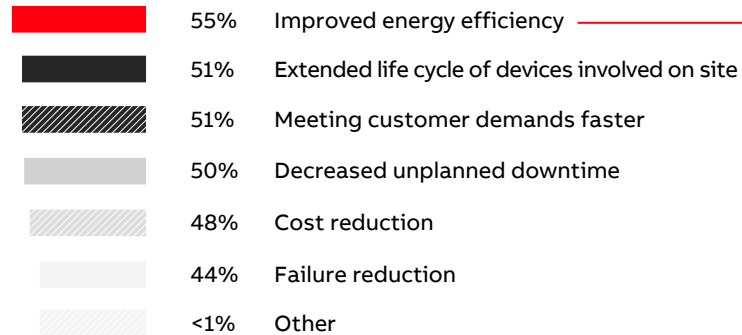 55% Improved energy efficiency
51% Extended life cycle of devices involved on site
51% Meeting customer demands faster
50% Decreased unplanned downtime
48% Cost reduction
44% Failure reduction
<1% Other